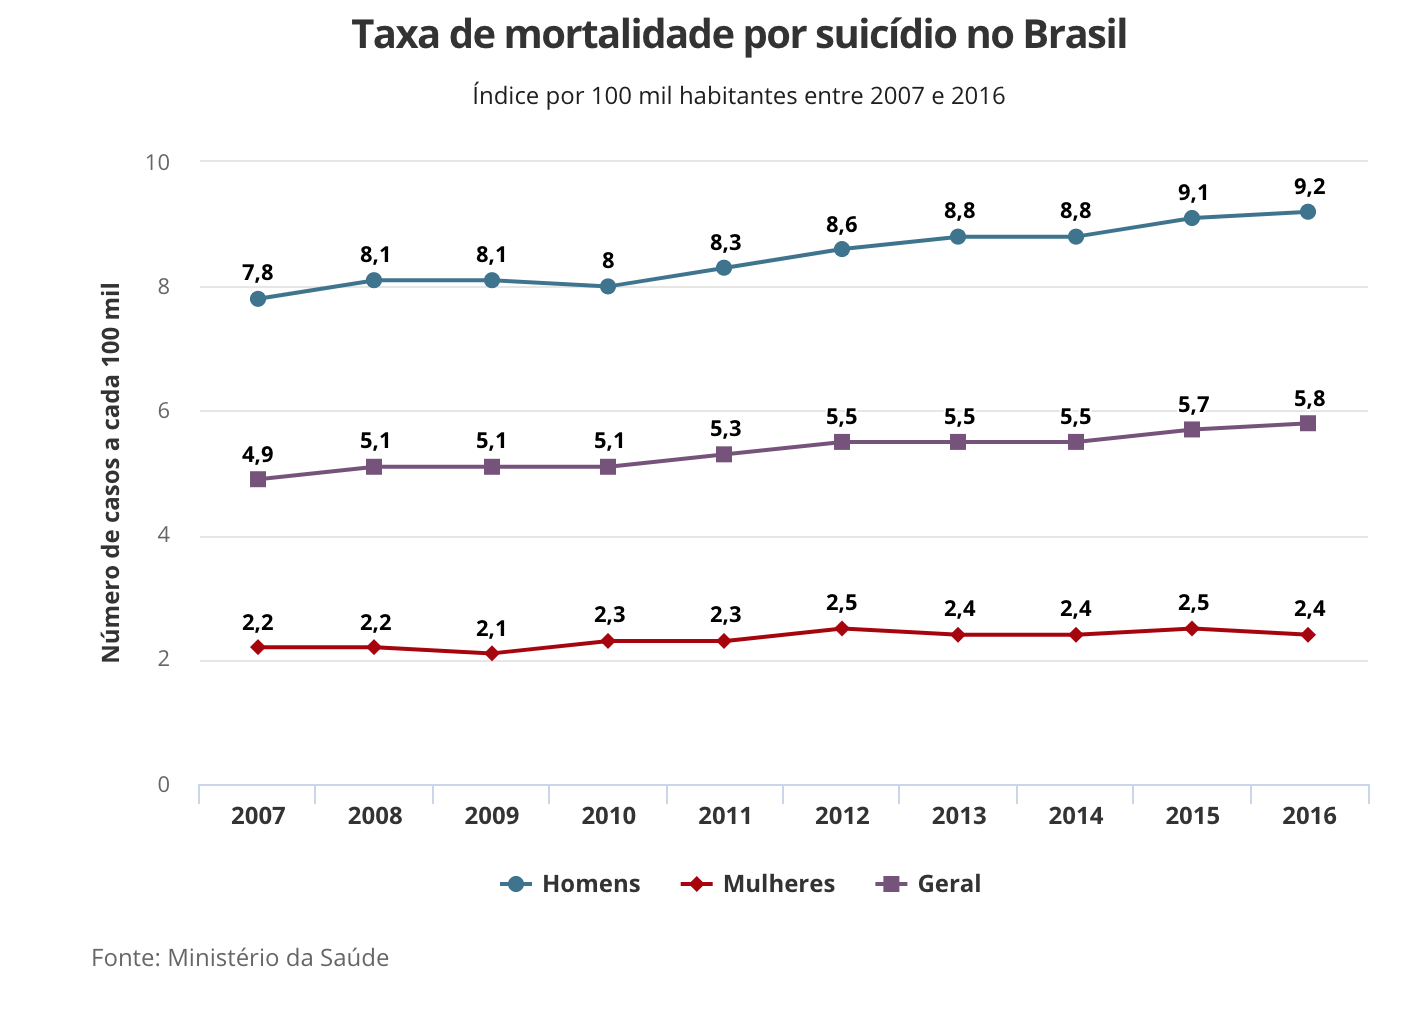 Taxa de mortalidade por suicídio no Brasil
Índice por 100 mil habitantes entre 2007 e 2016
Número de casos a cada 100 mil
10
8
6
4
2
0
7,8 8,1 8,1 8 8,3 8,6 8,8 8,8 9,1 9,2
4,9 5,1 5,1 5,1 5,3 5,5 5,5 5,5 5,7 5,8
2,2 2,2 2,1 2,3 2,3 2,5 2,4 2,4 2,5 2,4
2007 2008 2009 2010 2011 2012 2013 2014 2015 2016
Homens Mulheres Geral
Fonte: Ministério da Saúde